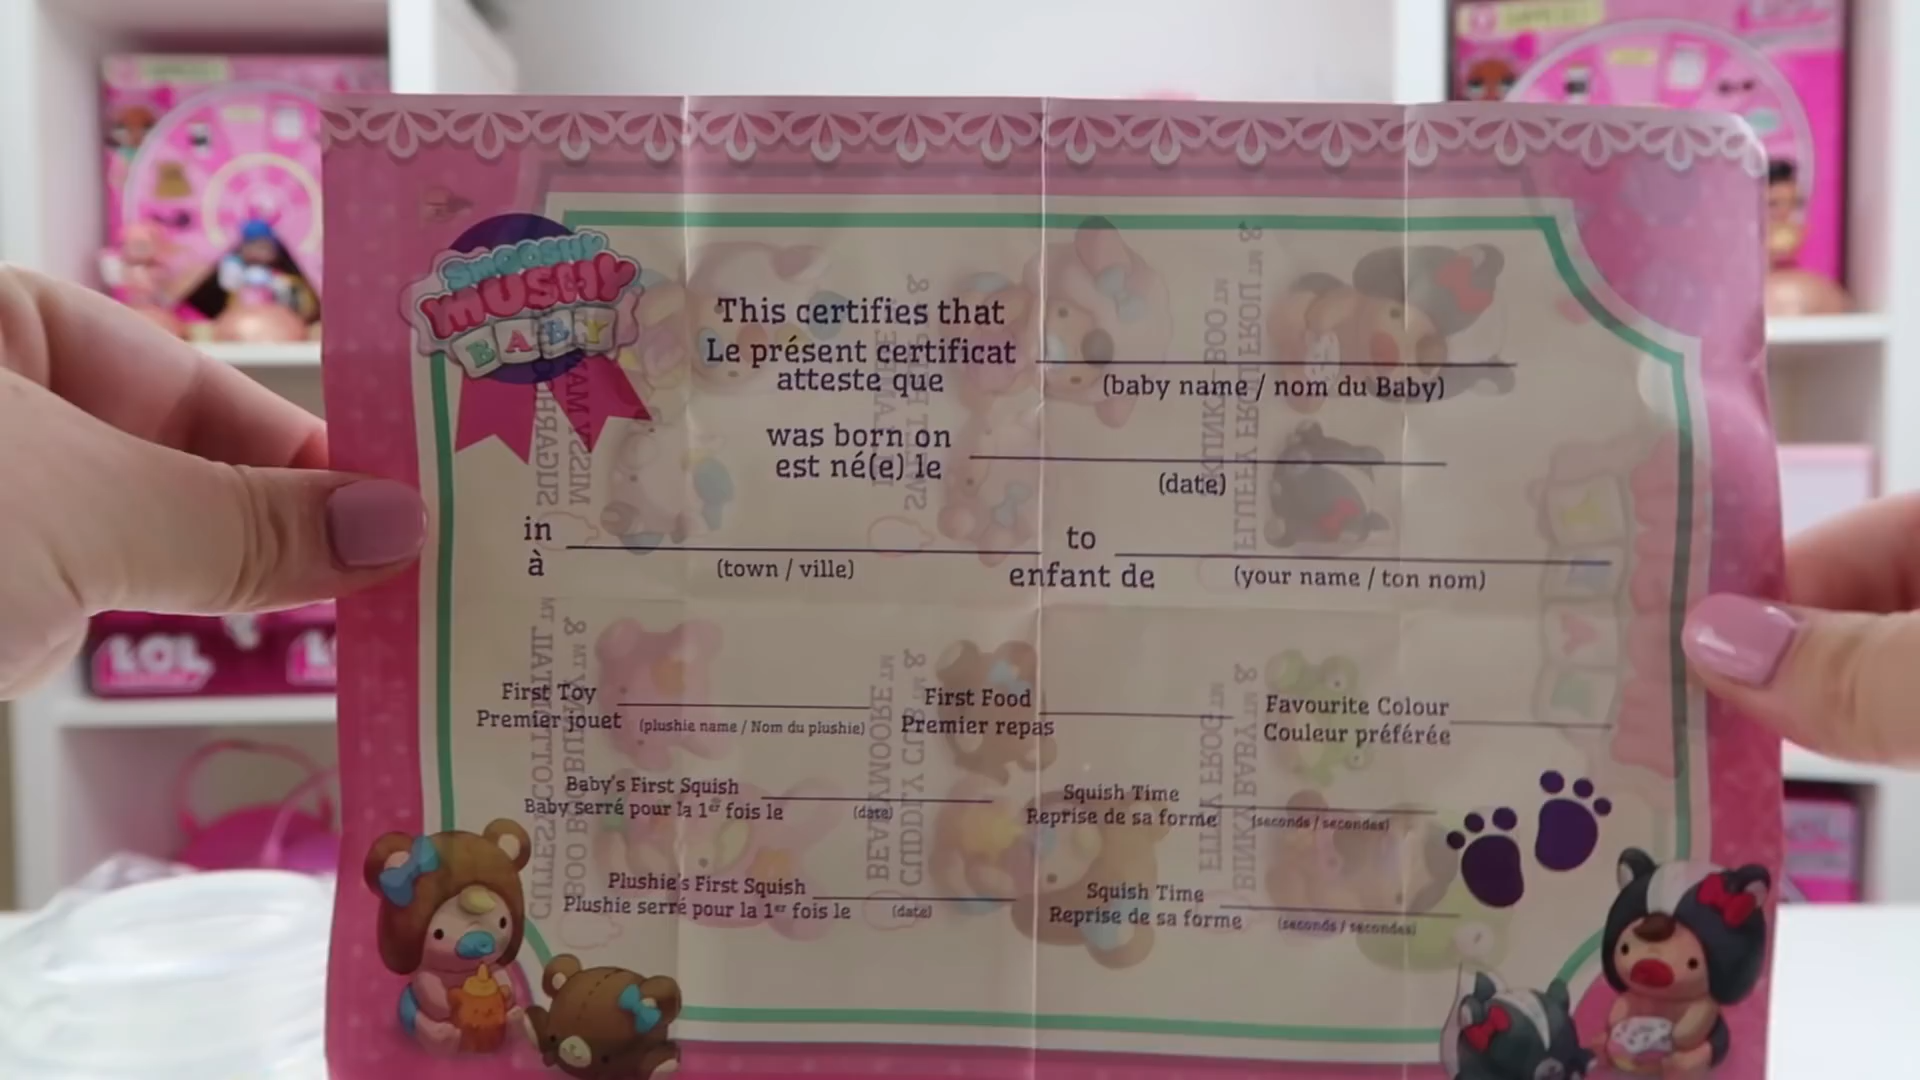 SMOOSHY
MUSHY
BABY
This certifies that
Le présent certificat
atteste que
(baby name / nom du Baby)
was born on
est né(e) le
(date)
in
à
(town / ville)
to
enfant de
(your name / ton nom)
First Toy
Premier jouet
(plushie name / Nom du plushie)
First Food
Premier repas
Favourite Colour
Couleur préférée
Baby's First Squish
Baby serré pour la 1er fois le
(date)
Squish Time
Reprise de sa forme
(seconds / secondes)
Plushie's First Squish
Plushie serré pour la 1er fois le
(date)
Squish Time
Reprise de sa forme
(seconds / secondes)
LOL